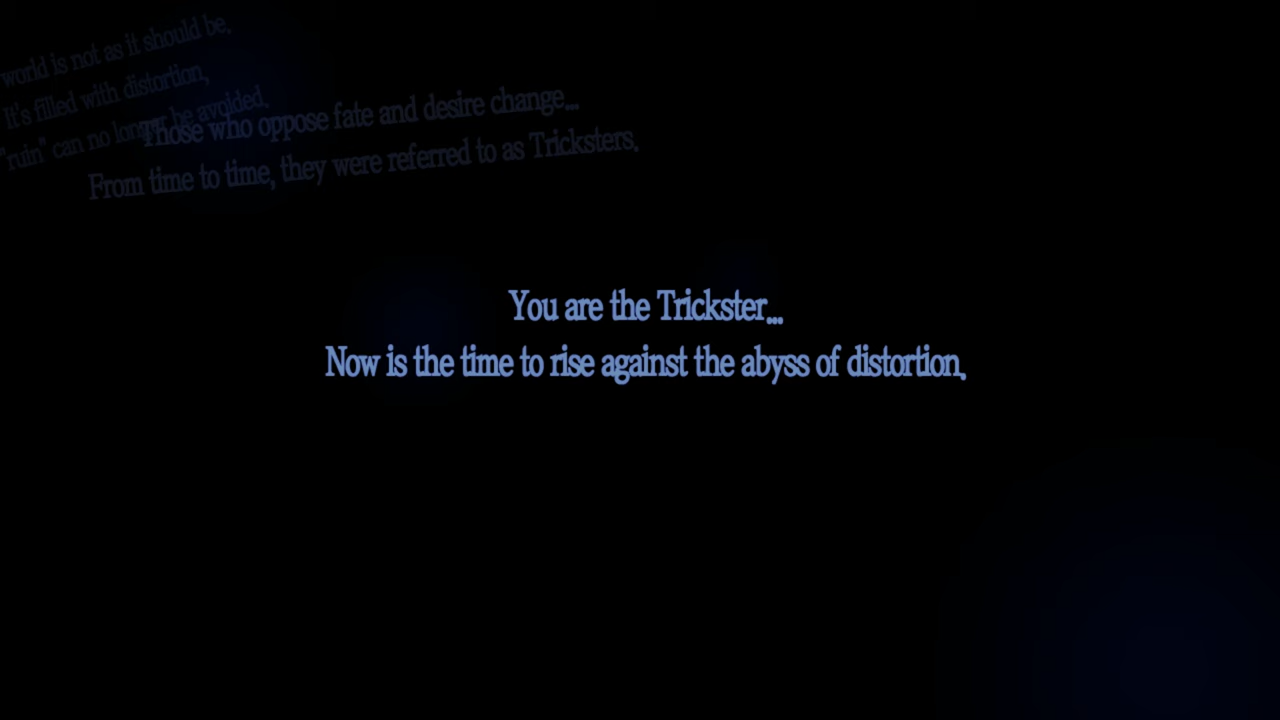 world is not as it should be.
It's filled with distortion,
"ruin" can no longer be avoided.
Those who oppose fate and desire change...
From time to time, they were referred to as Tricksters.
You are the Trickster...
Now is the time to rise against the abyss of distortion.